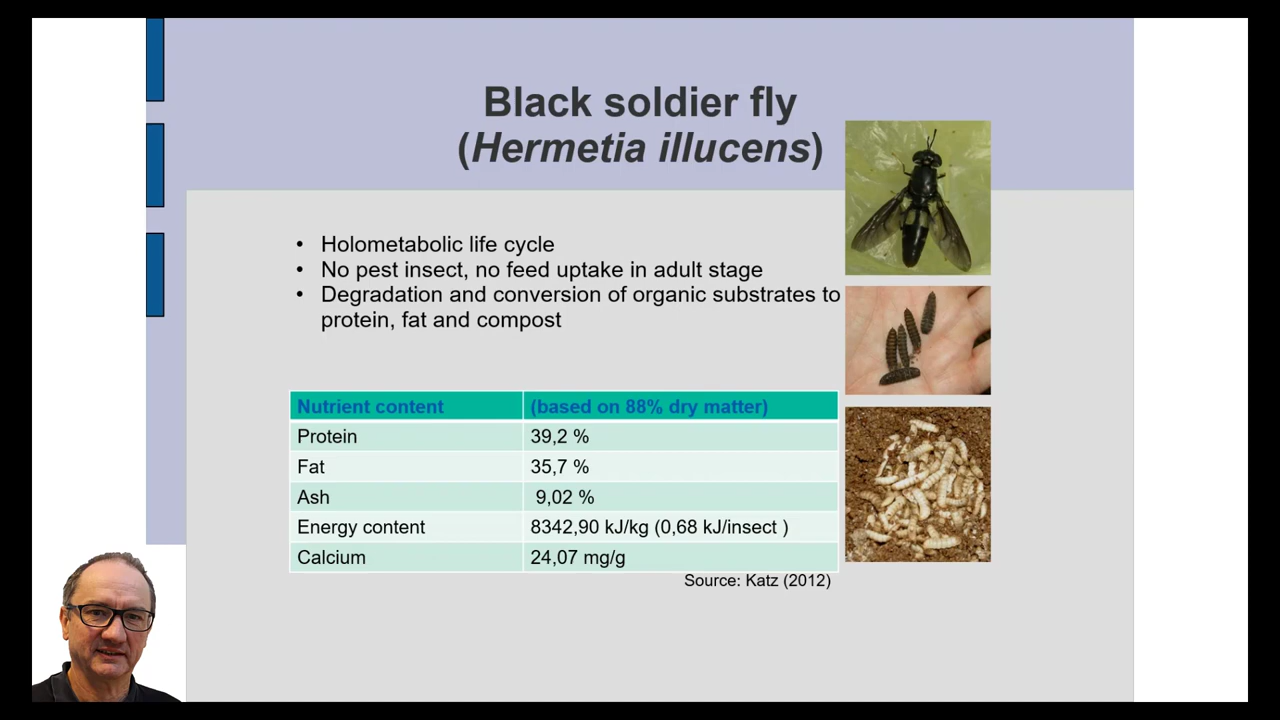 Black soldier fly
(Hermetia illucens)
• Holometabolic life cycle
• No pest insect, no feed uptake in adult stage
• Degradation and conversion of organic substrates to
protein, fat and compost
Nutrient content (based on 88% dry matter)
Protein 39,2 %
Fat 35,7 %
Ash 9,02 %
Energy content 8342,90 kJ/kg (0,68 kJ/insect )
Calcium 24,07 mg/g
Source: Katz (2012)